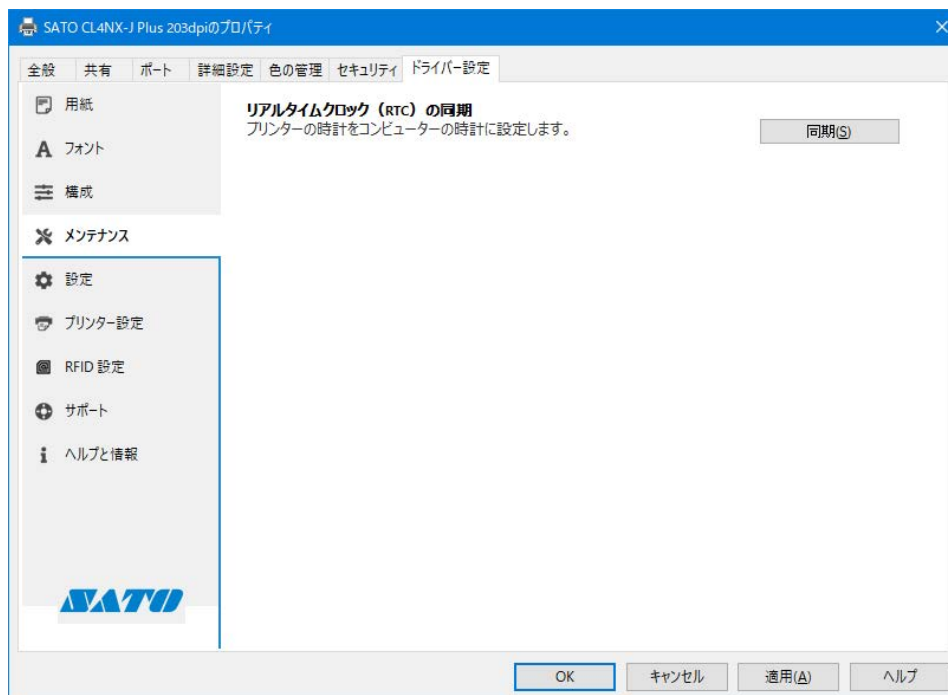 SATO CL4NX-J Plus 203dpiのプロパティ
全般 共有 ポート 詳細設定 色の管理 セキュリティ ドライバー設定
用紙
フォント
構成
メンテナンス
設定
プリンター設定
RFID 設定
サポート
ヘルプと情報
SATO
リアルタイムクロック（RTC）の同期
プリンターの時計をコンピューターの時計に設定します。
同期(S)
OK キャンセル 適用(A) ヘルプ